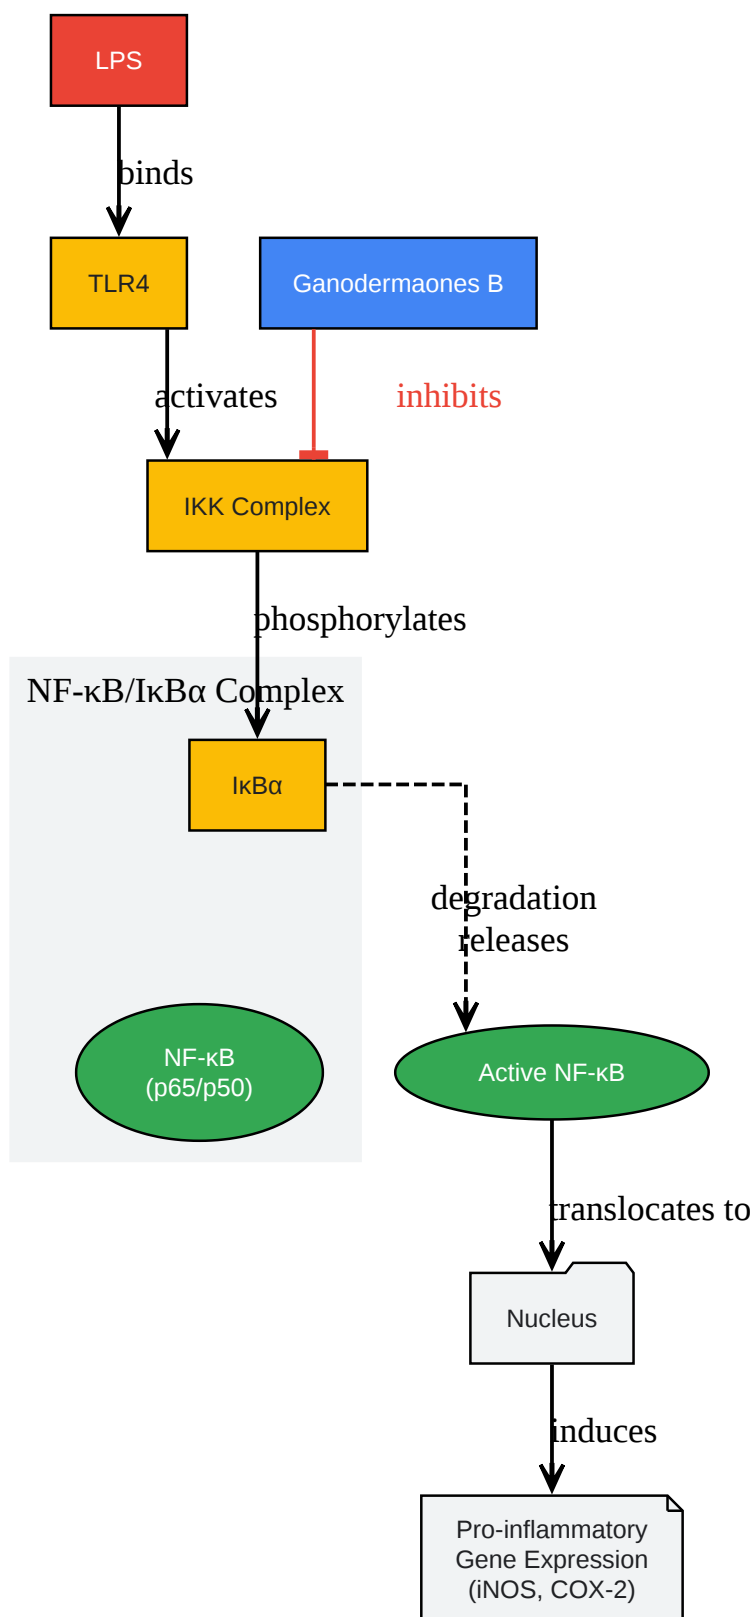 LPS
binds
TLR4
Ganodermaones B
activates
inhibits
IKK Complex
phosphorylates
NF-κB/IκBα Complex
IκBα
degradation
releases
NF-κB
(p65/p50)
Active NF-κB
translocates to
Nucleus
induces
Pro-inflammatory
Gene Expression
(iNOS, COX-2)